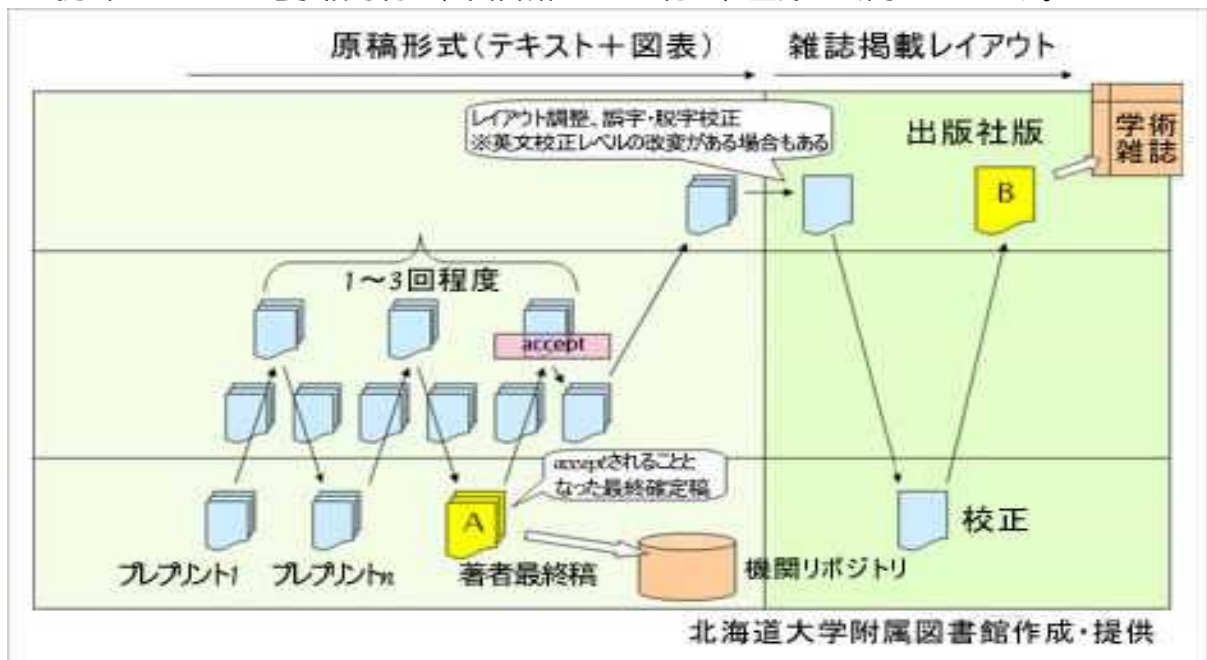 原稿形式(テキスト+図表)
雑誌掲載レイアウト
レイアウト調整、誤字・脱字校正
※英文校正レベルの改変がある場合もある
出版社版
学術
雑誌
B
1～3回程度
accept
acceptされることと
なった最終確定稿
A
校正
プレプリント1
プレプリントn
著者最終稿
機関リポジトリ
北海道大学附属図書館作成・提供